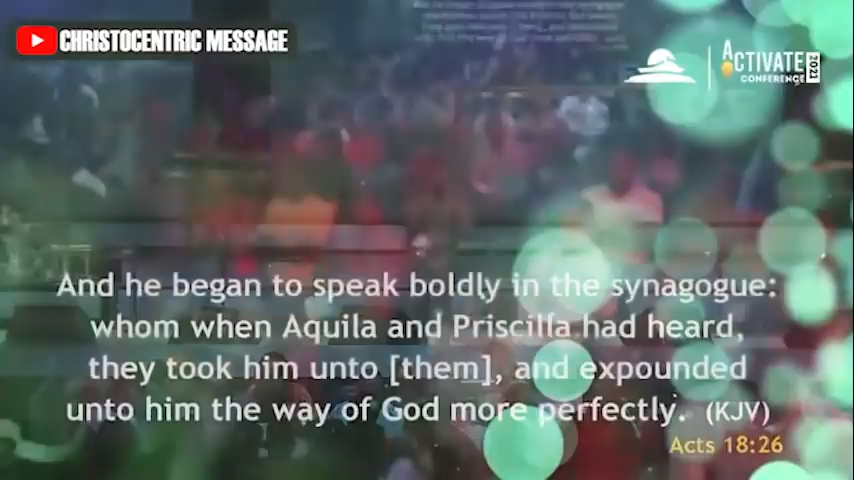 CHRISTOCENTRIC MESSAGE
ACTIVATE
CONFERENCE 2021
And he began to speak boldly in the synagogue:
whom when Aquila and Priscilla had heard,
they took him unto [them], and expounded
unto him the way of God more perfectly. (KJV)
Acts 18:26